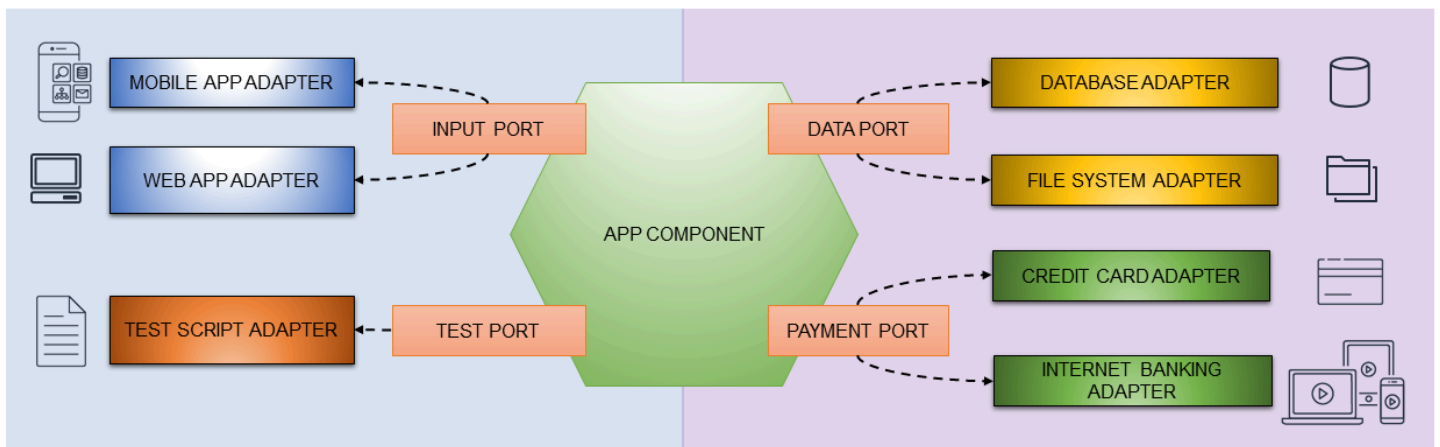 MOBILE APP ADAPTER
INPUT PORT
WEB APP ADAPTER
TEST SCRIPT ADAPTER
TEST PORT
APP COMPONENT
DATA PORT
DATABASE ADAPTER
FILE SYSTEM ADAPTER
PAYMENT PORT
CREDIT CARD ADAPTER
INTERNET BANKING
ADAPTER